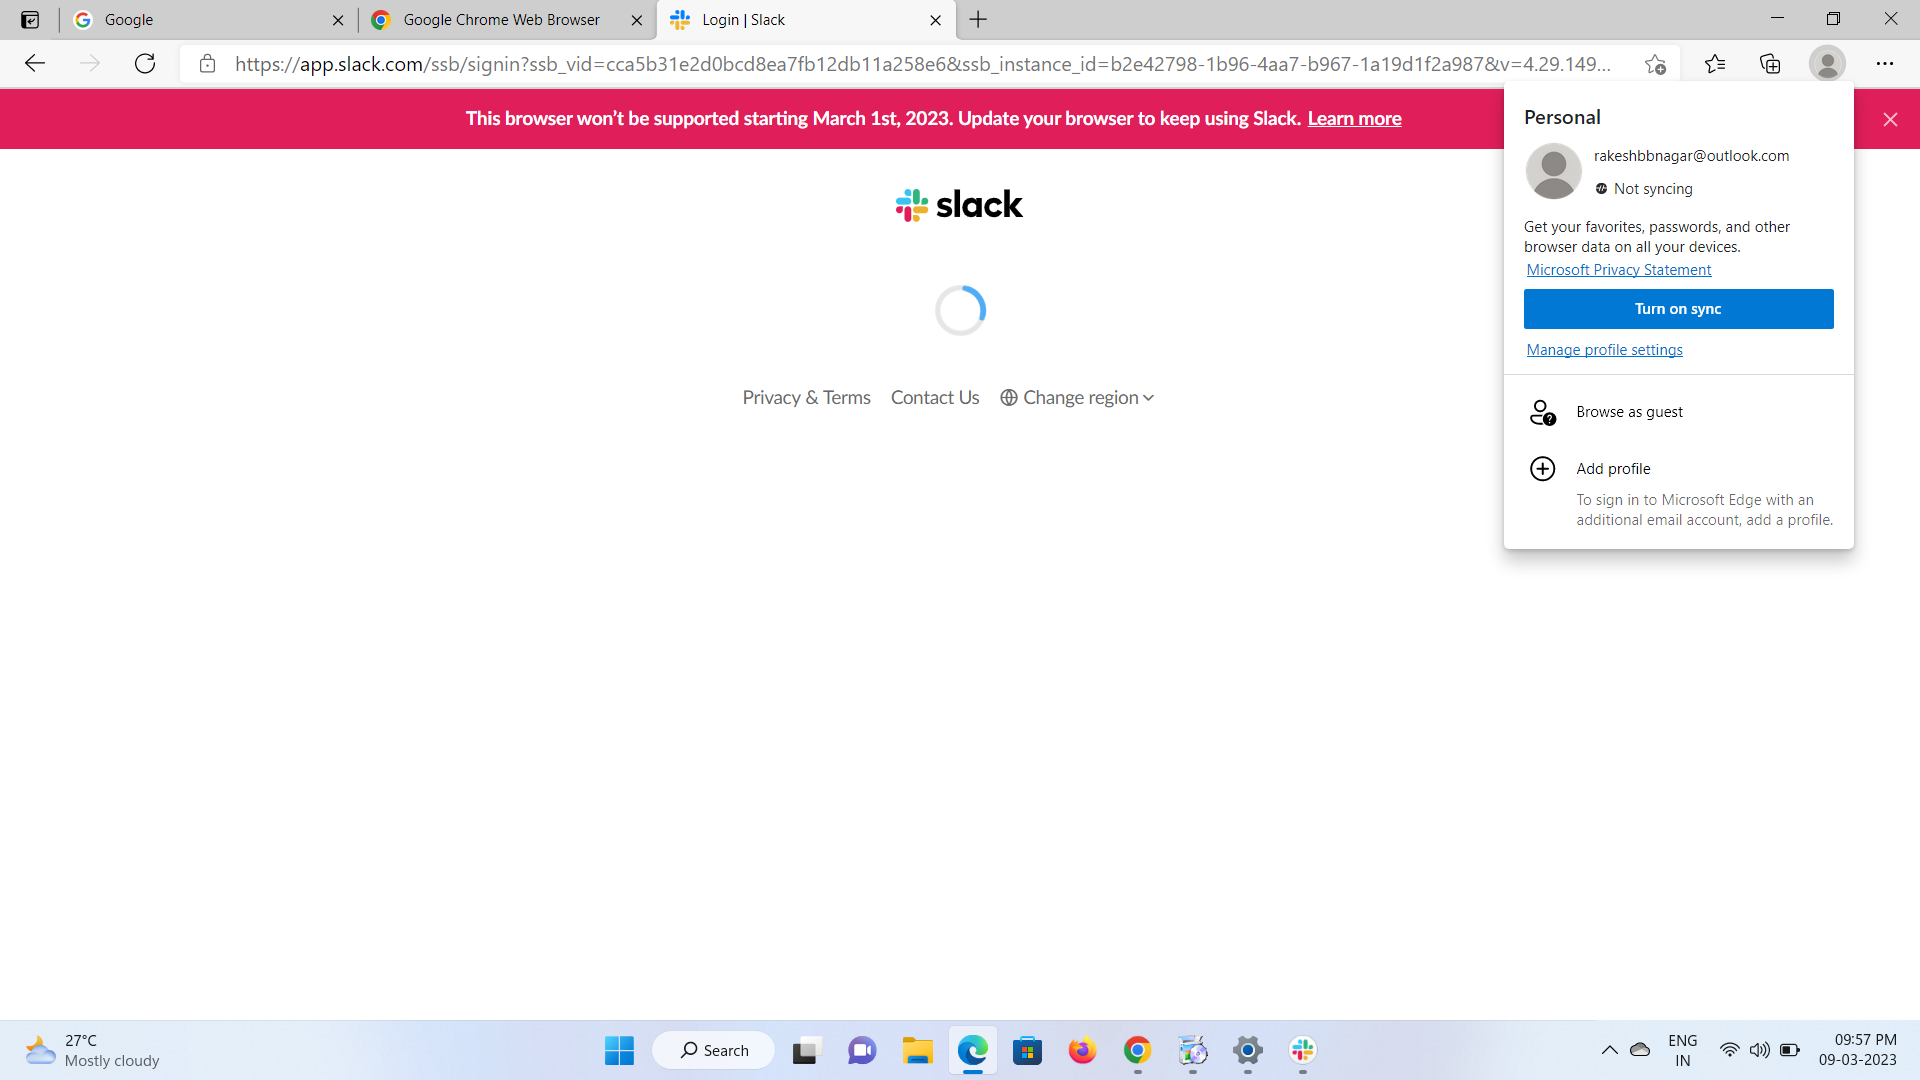 Google
Google Chrome Web Browser
Login | Slack
https://app.slack.com/ssb/signin?ssb_vid=cca5b31e2d0bcd8ea7fb12db11a258e6&ssb_instance_id=b2e42798-1b96-4aa7-b967-1a19d1f2a987&v=4.29.149...
This browser won’t be supported starting March 1st, 2023. Update your browser to keep using Slack. Learn more
slack
Privacy & Terms
Contact Us
Change region
Personal
rakeshbbnagar@outlook.com
Not syncing
Get your favorites, passwords, and other
browser data on all your devices.
Microsoft Privacy Statement
Turn on sync
Manage profile settings
Browse as guest
Add profile
To sign in to Microsoft Edge with an
additional email account, add a profile.
27°C
Mostly cloudy
Search
ENG
IN
09:57 PM
09-03-2023